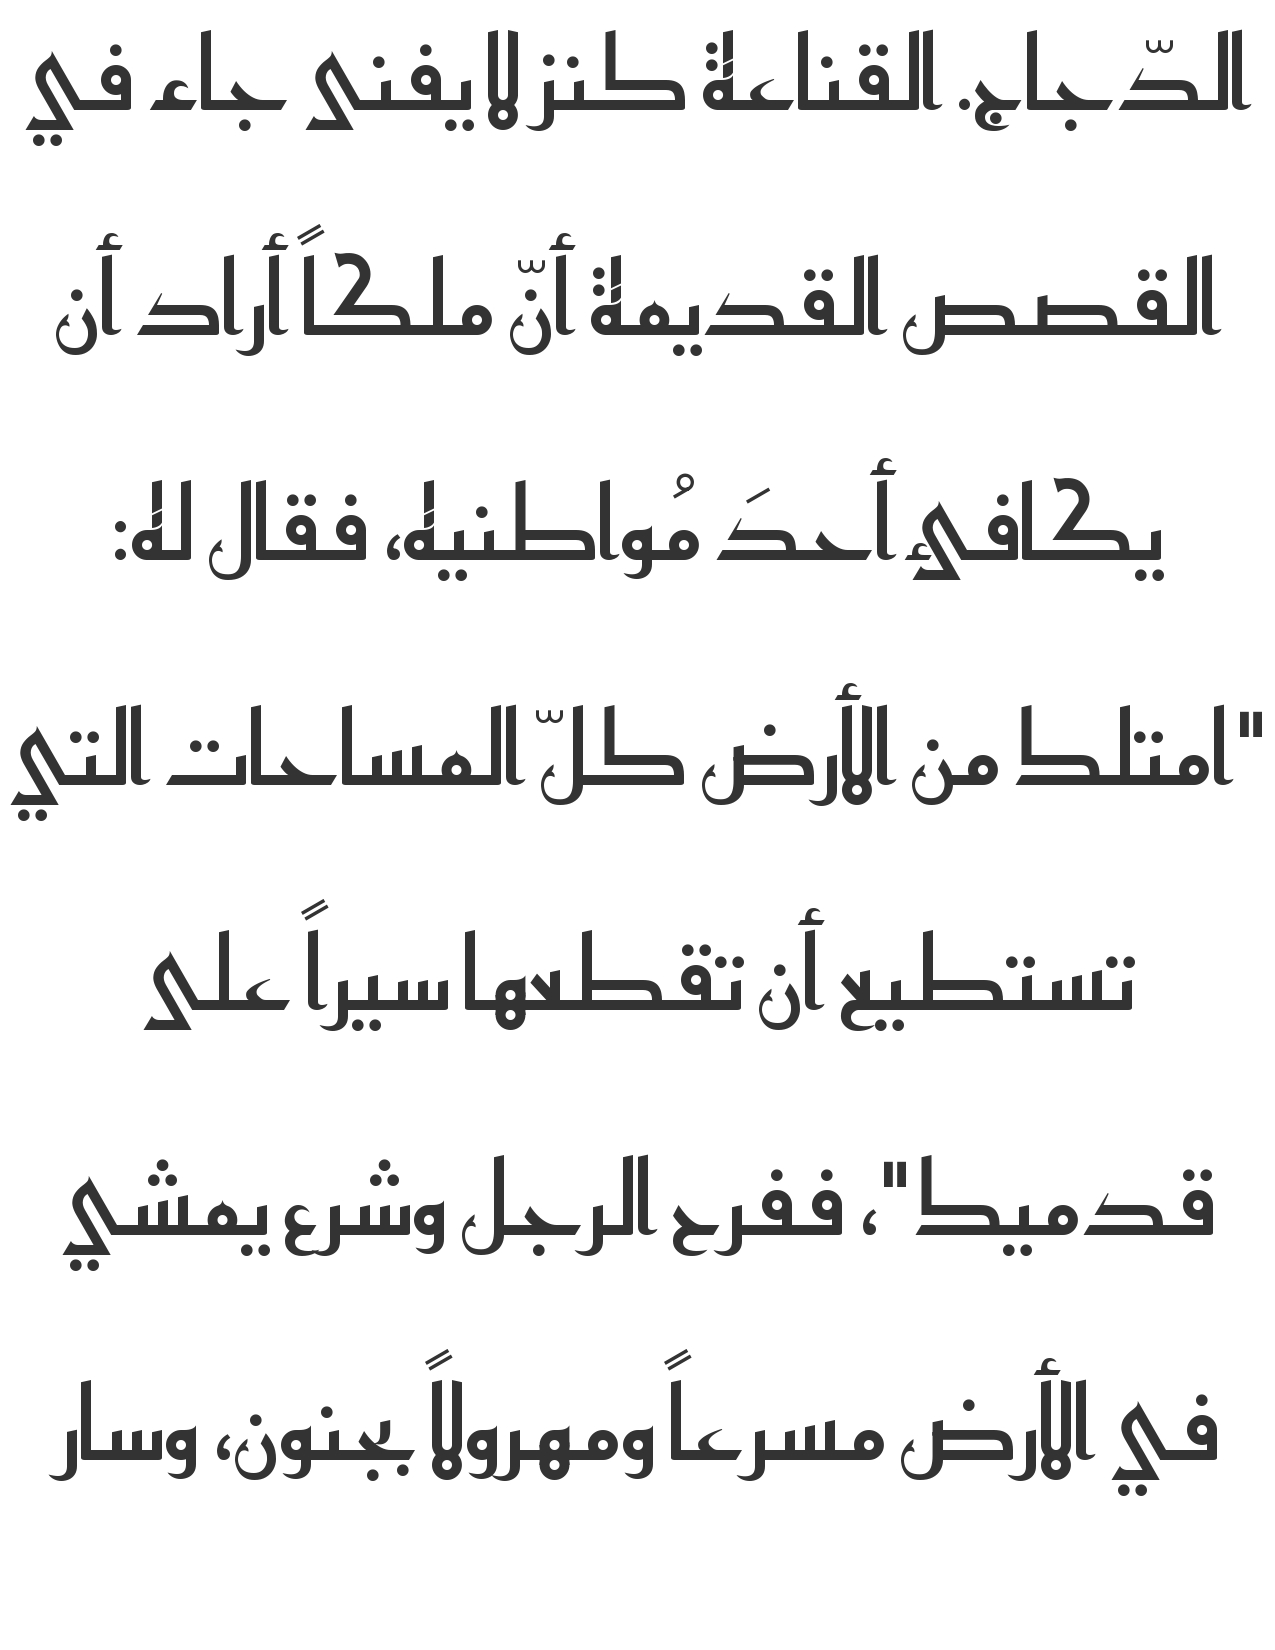 الدّجاج. القناعة كنز لا يفنى جاء في
القصص القديمة أنّ ملكاً أراد أن
يكافئ أحدَ مُواطنيه، فقال له:
"امتلك من الأرض كلّ المساحات التي
تستطيع أن تقطعها سيراً على
قدميك"، ففرح الرجل وشرع يمشي
في الأرض مسرعاً ومهرولاً بجنون، وسار